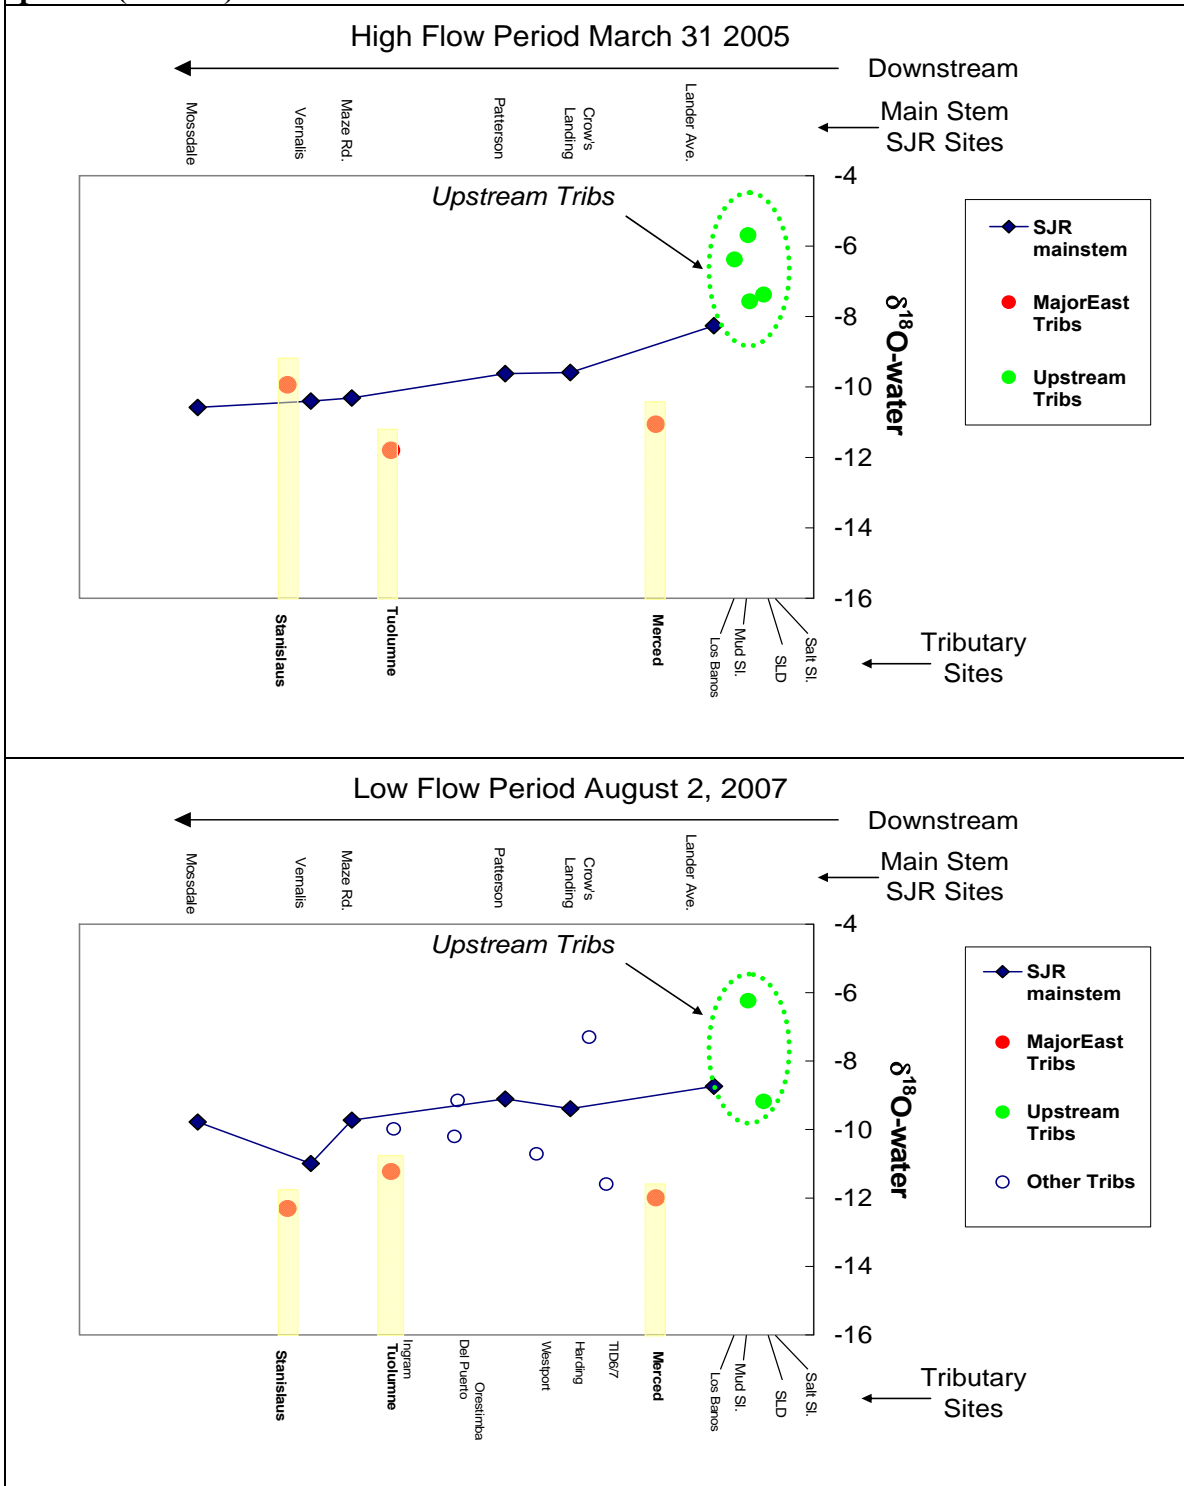 High Flow Period March 31 2005
Downstream
Main Stem
SJR Sites
Mossdale
Vernalis
Maze Rd.
Patterson
Crow's
Landing
Lander Ave.
Upstream Tribs
-4
-6
-8
-10
-12
-14
-16
δ18O-water
SJR
mainstem
MajorEast
Tribs
Upstream
Tribs
Stanislaus
Tuolumne
Merced
Los Banos
Mud Sl.
SLD
Salt Sl.
Tributary
Sites
Low Flow Period August 2, 2007
Downstream
Main Stem
SJR Sites
Mossdale
Vernalis
Maze Rd.
Patterson
Crow's
Landing
Lander Ave.
Upstream Tribs
-4
-6
-8
-10
-12
-14
-16
δ18O-water
SJR
mainstem
MajorEast
Tribs
Upstream
Tribs
Other Tribs
Stanislaus
Tuolumne
Ingram
Del Puerto
Orestimba
Westport
Harding
TID6/7
Merced
Los Banos
Mud Sl.
SLD
Salt Sl.
Tributary
Sites